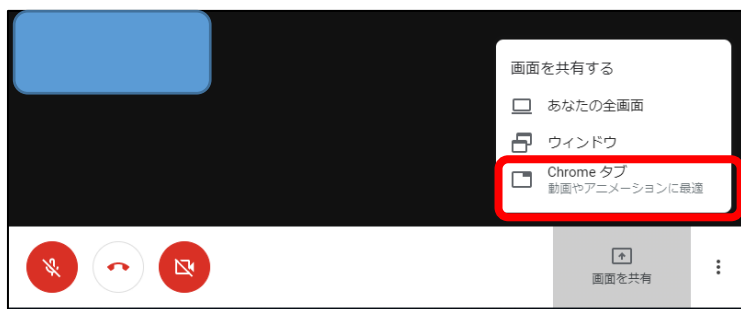 画面を共有する
あなたの全画面
ウィンドウ
Chrome タブ
動画やアニメーションに最適
画面を共有